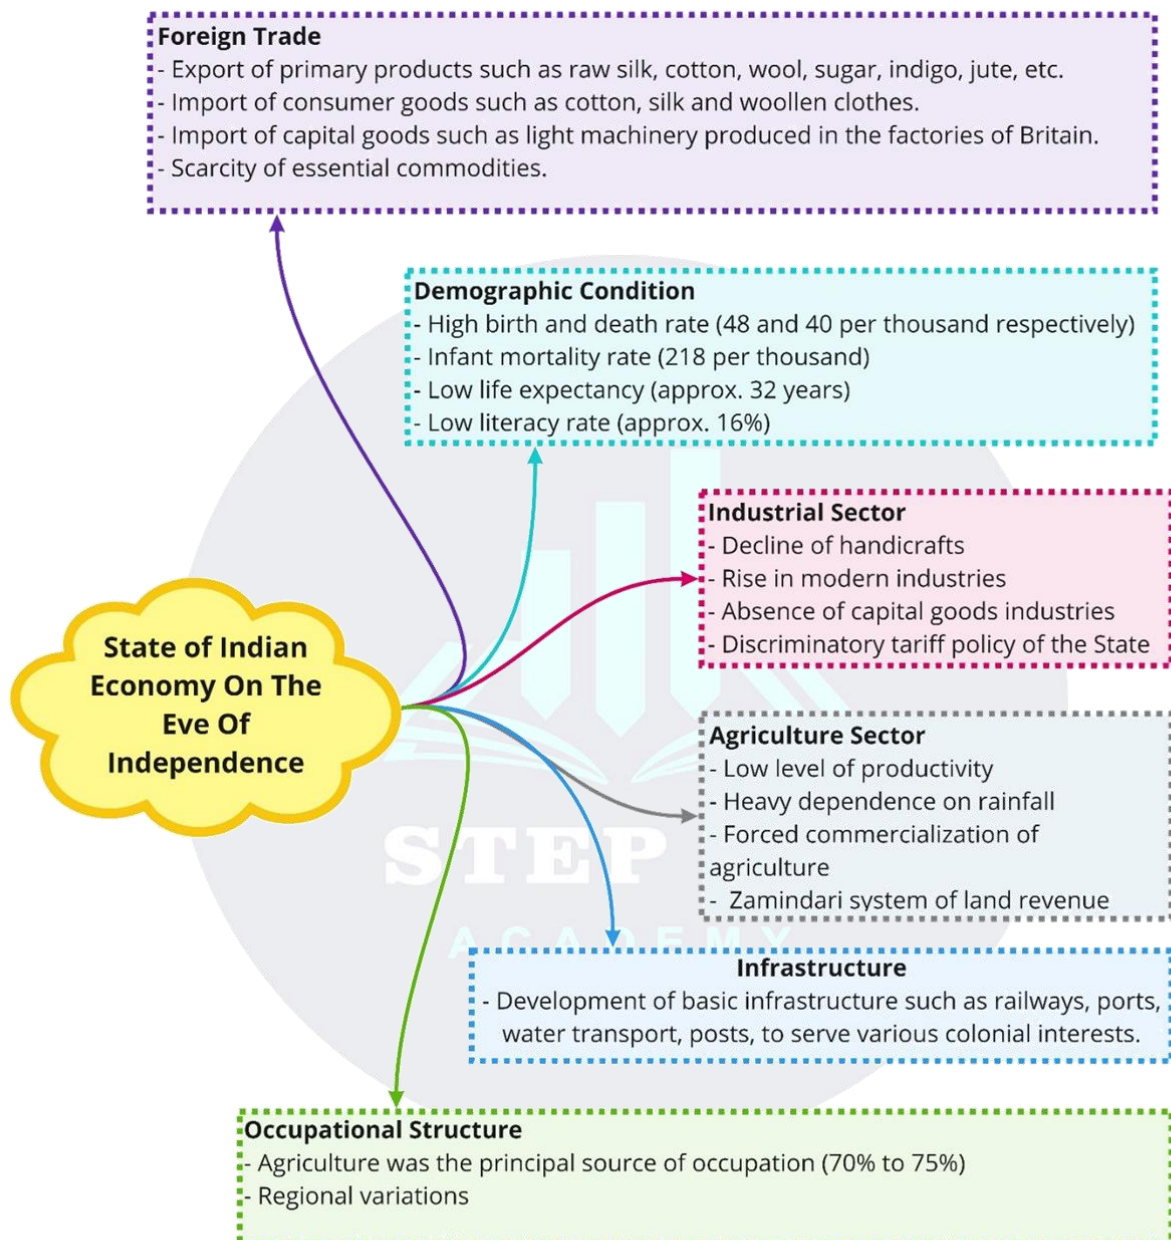 Foreign Trade
- Export of primary products such as raw silk, cotton, wool, sugar, indigo, jute, etc.
- Import of consumer goods such as cotton, silk and woollen clothes.
- Import of capital goods such as light machinery produced in the factories of Britain.
- Scarcity of essential commodities.
Demographic Condition
- High birth and death rate (48 and 40 per thousand respectively)
- Infant mortality rate (218 per thousand)
- Low life expectancy (approx. 32 years)
- Low literacy rate (approx. 16%)
Industrial Sector
- Decline of handicrafts
- Rise in modern industries
- Absence of capital goods industries
- Discriminatory tariff policy of the State
State of Indian
Economy On The
Eve Of
Independence
Agriculture Sector
- Low level of productivity
- Heavy dependence on rainfall
- Forced commercialization of
agriculture
- Zamindari system of land revenue
STEP
ACADEMY
Infrastructure
- Development of basic infrastructure such as railways, ports,
water transport, posts, to serve various colonial interests.
Occupational Structure
- Agriculture was the principal source of occupation (70% to 75%)
- Regional variations